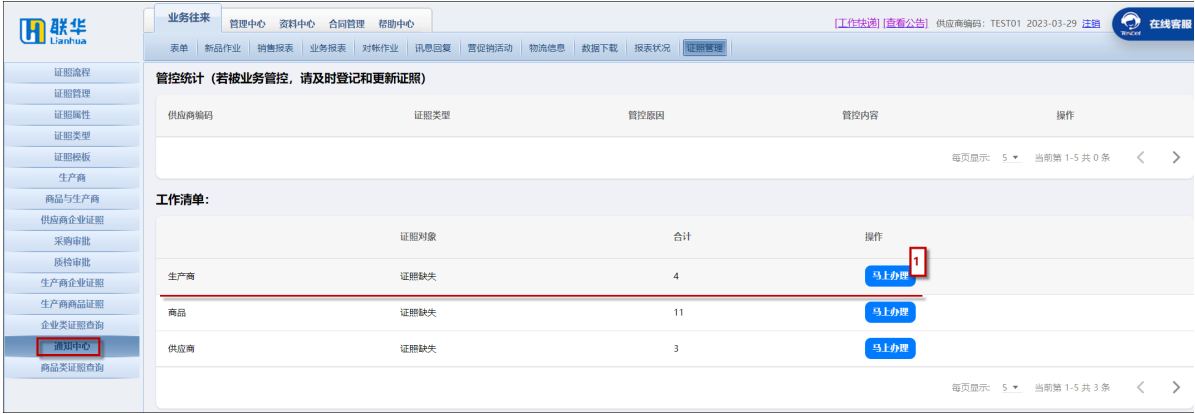 联华
Lianhua
业务往来 管理中心 资料中心 合同管理 帮助中心
[工作快递] [查看公告] 供应商编码：TEST01 2023-03-29 注销
Tencel 在线客服
表单 新品作业 销售报表 业务报表 对帐作业 讯息回复 营促销活动 物流信息 数据下载 报表状况 证照管理
证照流程
证照管理
证照属性
证照类型
证照模板
生产商
商品与生产商
供应商企业证照
采购审批
质检审批
生产商企业证照
生产商商品证照
企业类证照查询
通知中心
商品类证照查询
管控统计（若被业务管控，请及时登记和更新证照）
供应商编码 证照类型 管控原因 管控内容 操作
每页显示: 5 当前第 1-5 共 0 条
工作清单：
证照对象 合计 操作
1
生产商 证照缺失 4 马上办理
商品 证照缺失 11 马上办理
供应商 证照缺失 3 马上办理
每页显示: 5 当前第 1-5 共 3 条